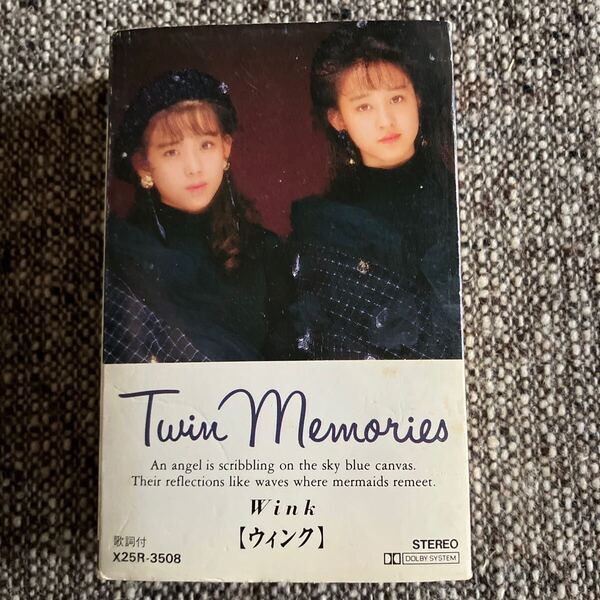 Twin Memories
An angel is scribbling on the sky blue canvas.
Their reflections like waves where mermaids remeet.
Wink
【ウィンク】
歌詞付
X25R-3508
STEREO
DOLBY SYSTEM